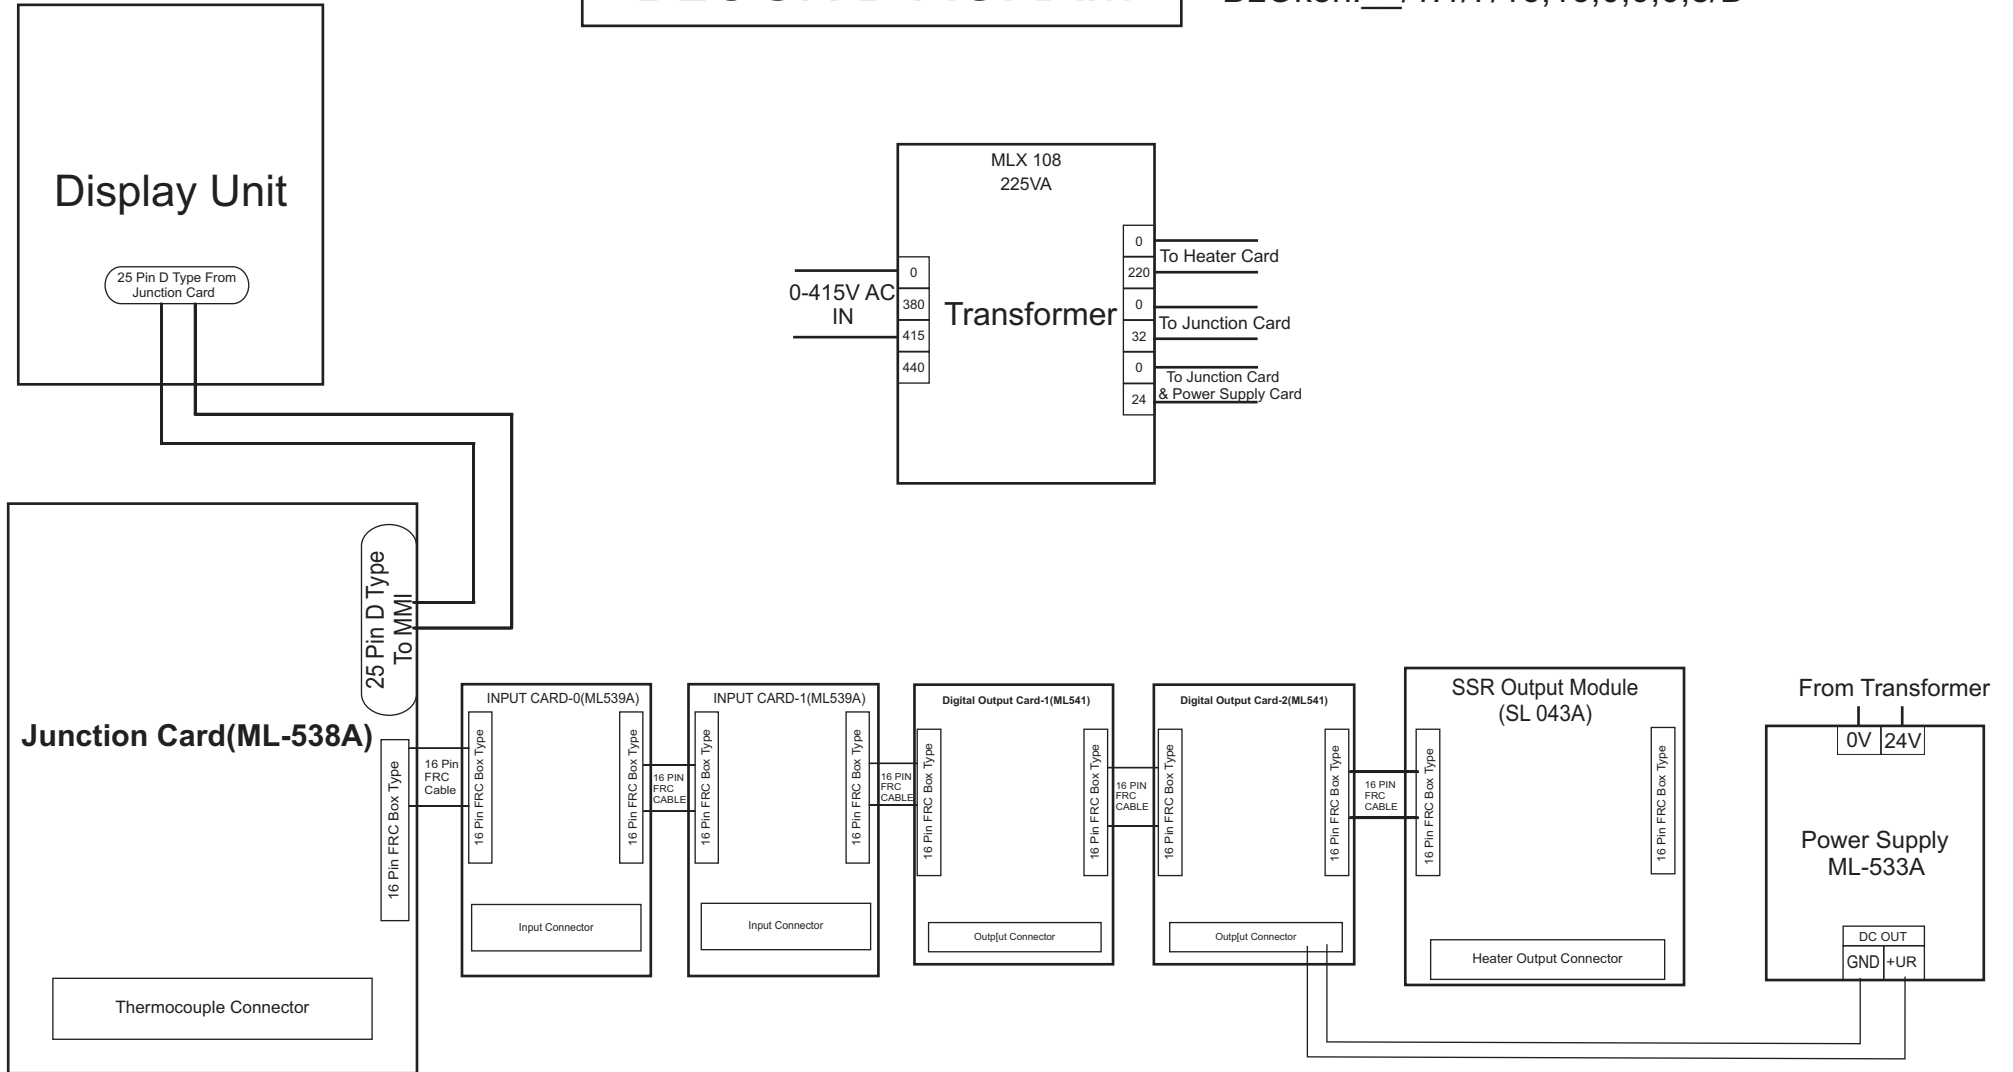 Display Unit
25 Pin D Type From
Junction Card
MLX 108
225VA
0-415V AC
IN
0
380
415
440
Transformer
0
220
0
32
0
24
To Heater Card
To Junction Card
To Junction Card
& Power Supply Card
25 Pin D Type
To MMI
Junction Card(ML-538A)
16 Pin FRC Box Type
Thermocouple Connector
16 Pin
FRC
Cable
INPUT CARD-0(ML539A)
16 Pin FRC Box Type
16 Pin FRC Box Type
Input Connector
16 PIN
FRC
CABLE
INPUT CARD-1(ML539A)
16 Pin FRC Box Type
16 Pin FRC Box Type
Input Connector
16 PIN
FRC
CABLE
Digital Output Card-1(ML541)
16 Pin FRC Box Type
16 Pin FRC Box Type
Outp[ut Connector
16 PIN
FRC
CABLE
Digital Output Card-2(ML541)
16 Pin FRC Box Type
16 Pin FRC Box Type
Outp[ut Connector
16 PIN
FRC
CABLE
SSR Output Module
(SL 043A)
16 Pin FRC Box Type
16 Pin FRC Box Type
Heater Output Connector
From Transformer
0V 24V
Power Supply
ML-533A
DC OUT
GND +UR